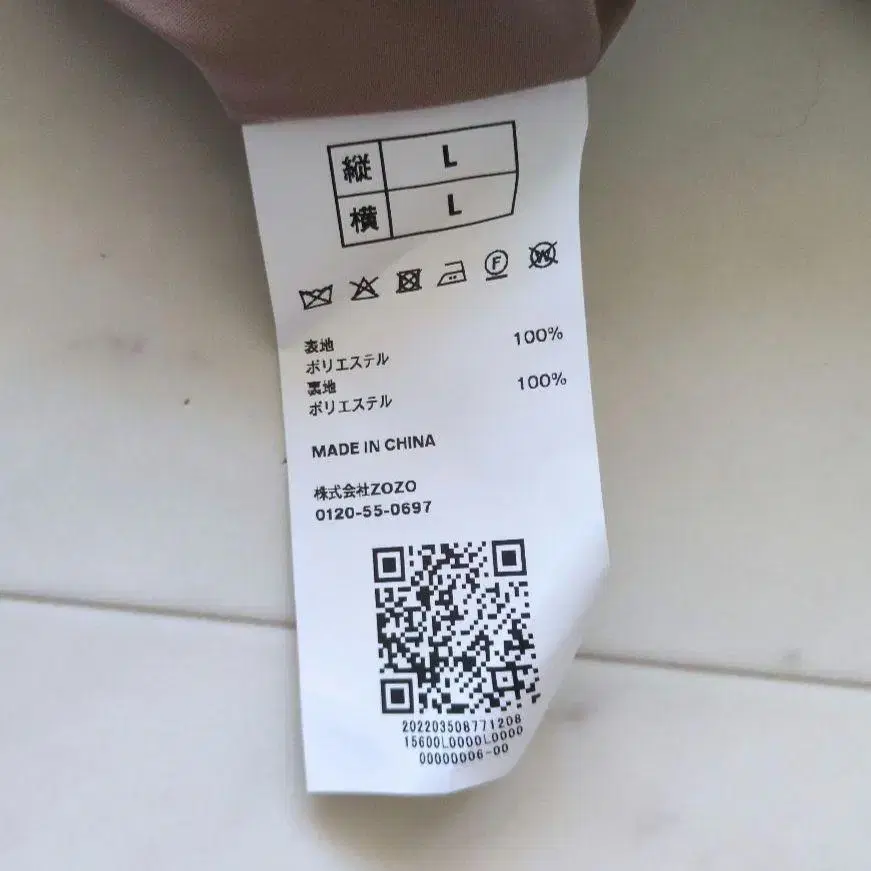 縦 L
横 L
F W
表地
ポリエステル 100%
裏地
ポリエステル 100%
MADE IN CHINA
株式会社ZOZO
0120-55-0697
202203508771208
15600L0000L0000
00000006-00